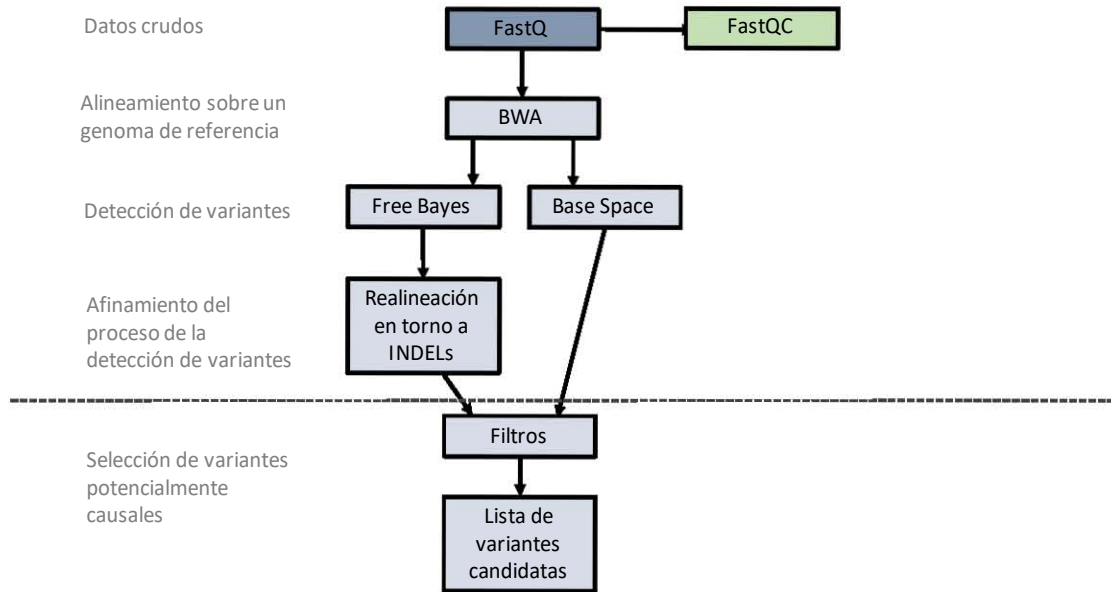 Datos crudos
FastQ
FastQC
Alineamiento sobre un
genoma de referencia
BWA
Detección de variantes
Free Bayes
Base Space
Afinamiento del
proceso de la
detección de variantes
Realineación
en torno a
INDELs
Selección de variantes
potencialmente
causales
Filtros
Lista de
variantes
candidatas